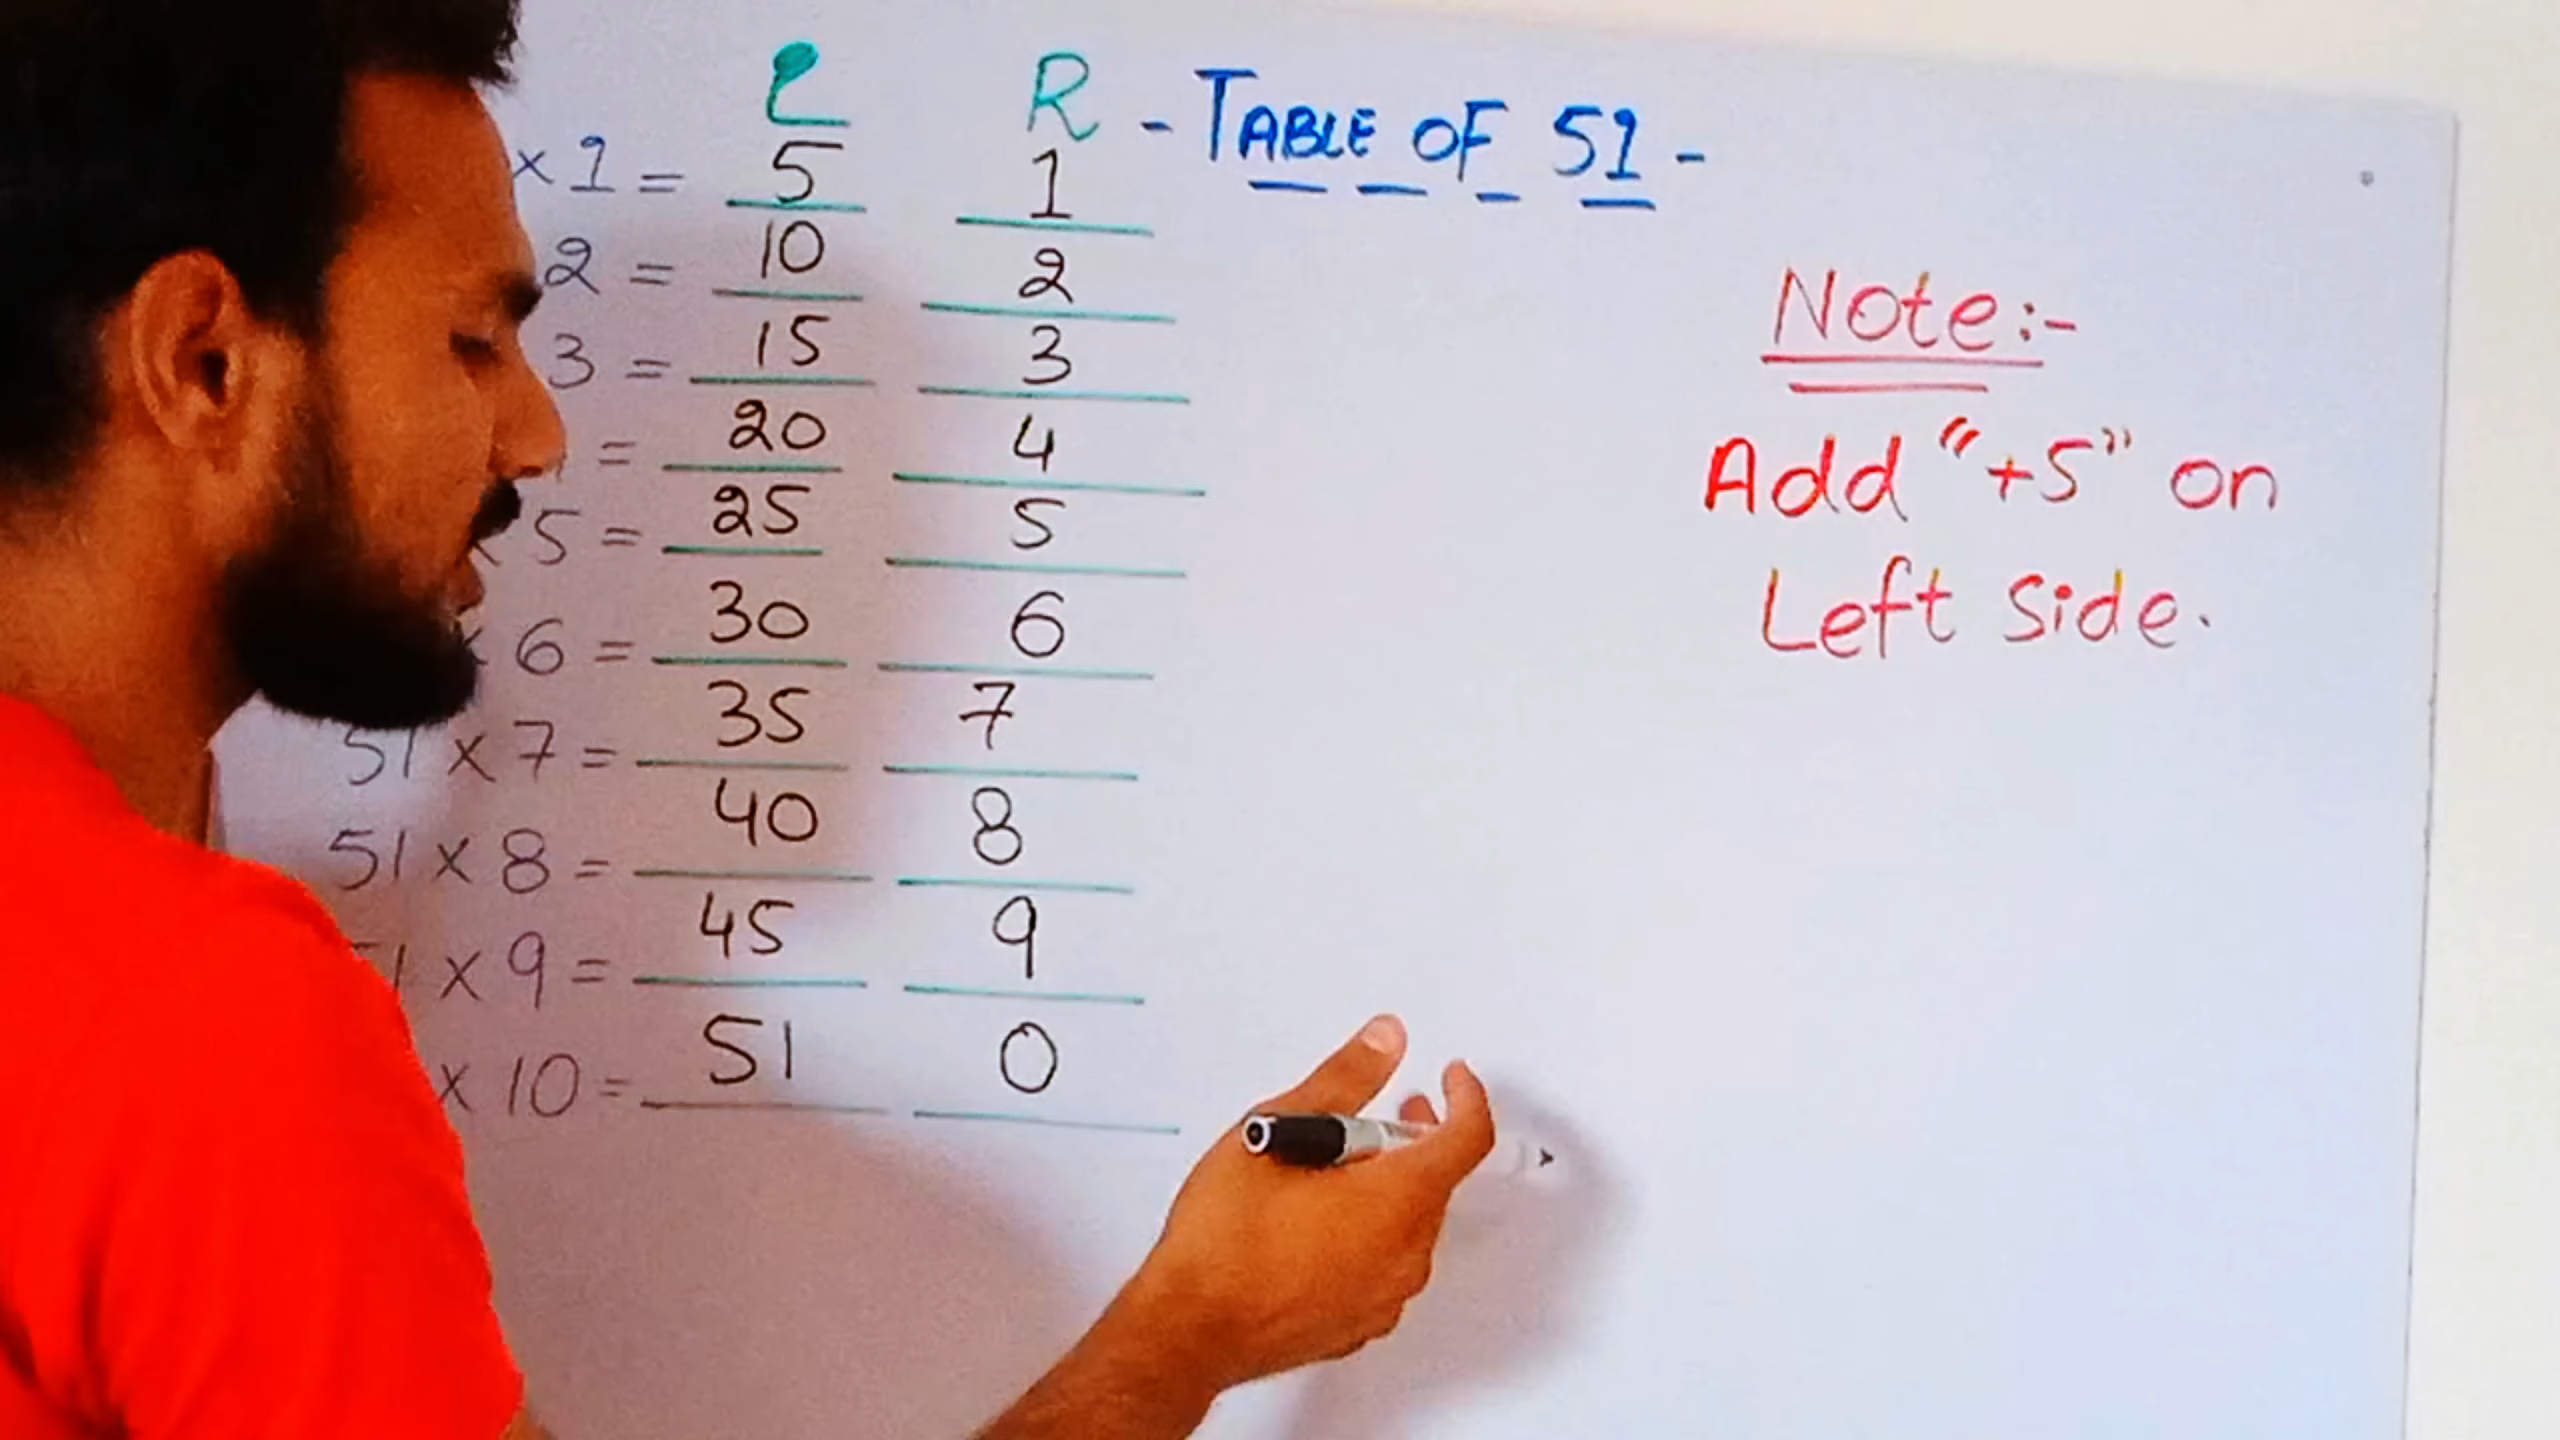 L R - TABLE OF 51 -
× 1 = 5 1
2 = 10 2
3 = 15 3
= 20 4
× 5 = 25 5
× 6 = 30 6
51 × 7 = 35 7
51 × 8 = 40 8
51 × 9 = 45 9
× 10 = 51 0
Note:-
Add "+5" on
Left Side.